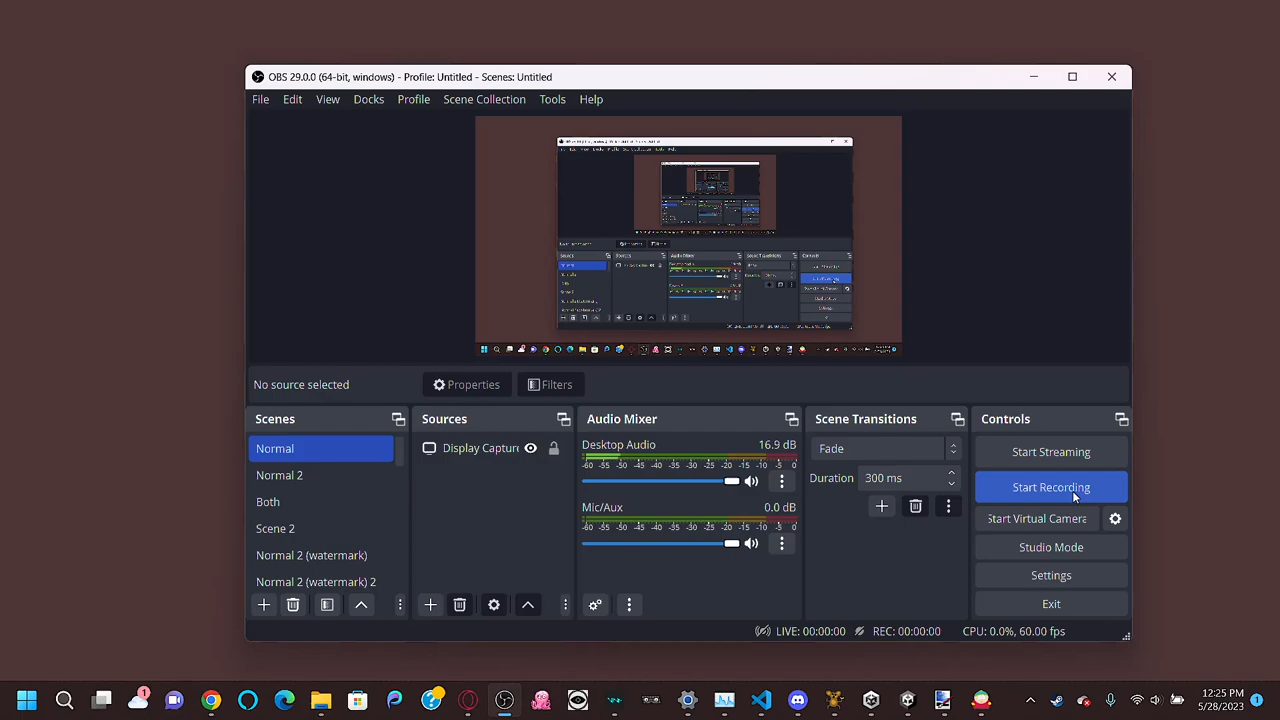 OBS 29.0.0 (64-bit, windows) - Profile: Untitled - Scenes: Untitled
File Edit View Docks Profile Scene Collection Tools Help
No source selected Properties Filters
Scenes
Normal
Normal 2
Both
Scene 2
Normal 2 (watermark)
Normal 2 (watermark) 2
Sources
Display Capture
Audio Mixer
Desktop Audio 16.9 dB
-60 -55 -50 -45 -40 -35 -30 -25 -20 -15 -10 -5 0
Mic/Aux 0.0 dB
-60 -55 -50 -45 -40 -35 -30 -25 -20 -15 -10 -5 0
Scene Transitions
Fade
Duration 300 ms
Controls
Start Streaming
Start Recording
Start Virtual Camera
Studio Mode
Settings
Exit
LIVE: 00:00:00 REC: 00:00:00 CPU: 0.0%, 60.00 fps
1
12:25 PM
5/28/2023
1